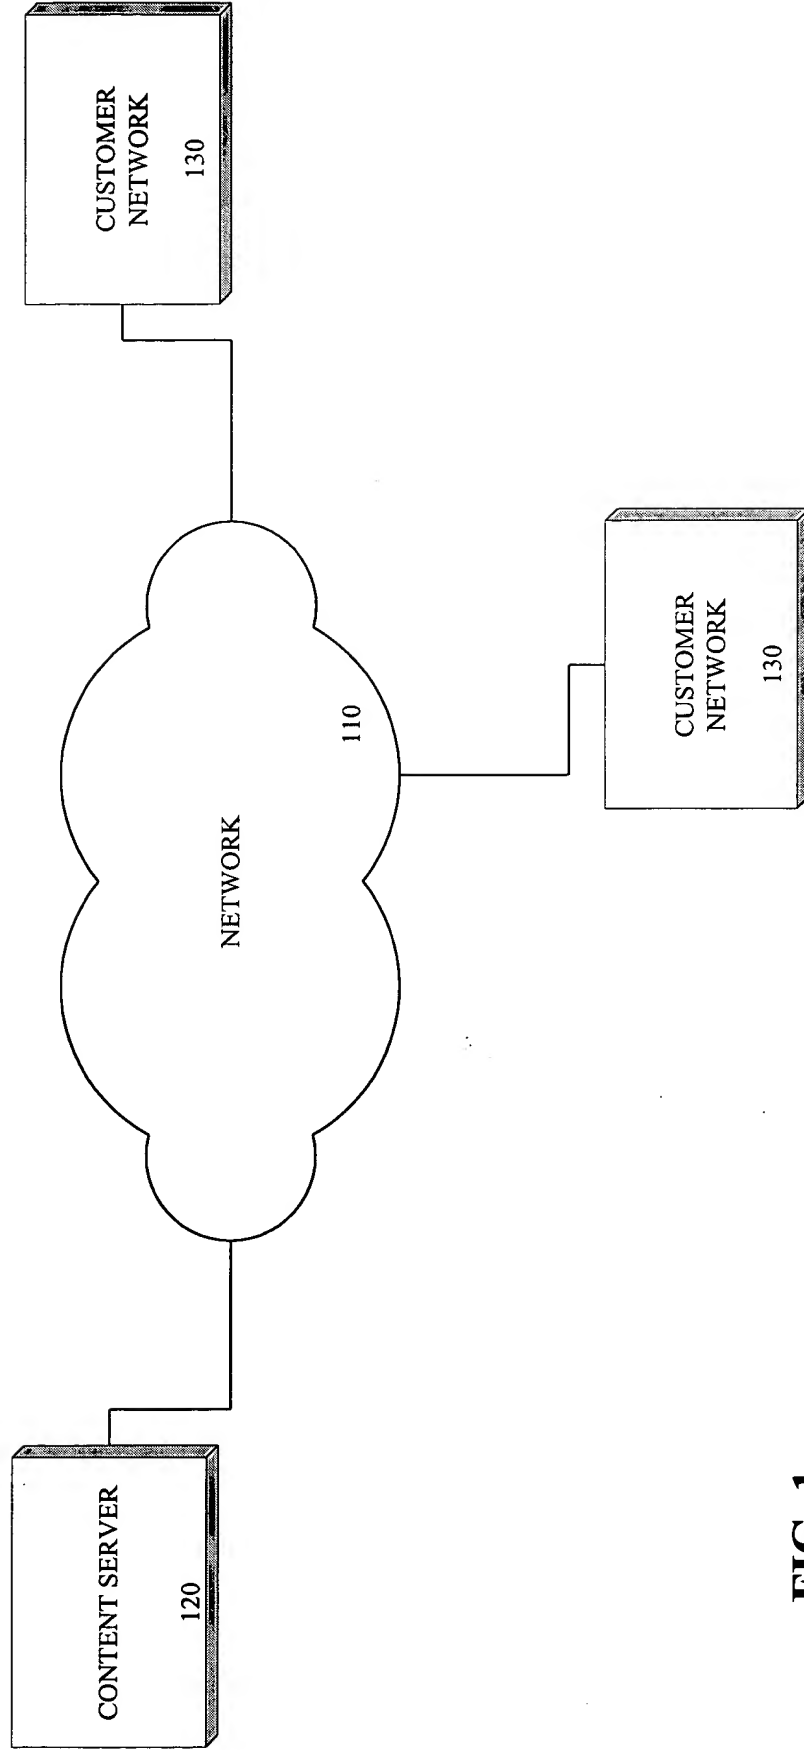 CONTENT SERVER
120
NETWORK
110
CUSTOMER
NETWORK
130
CUSTOMER
NETWORK
130
FIG. 1